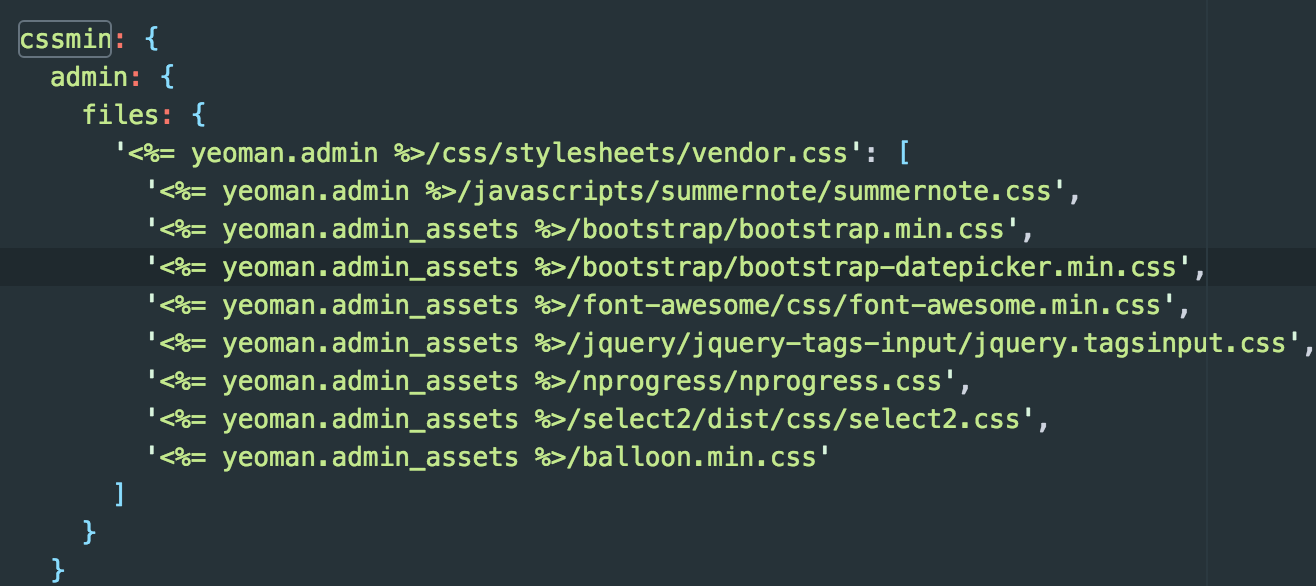 cssmin: {
admin: {
files: {
'<%= yeoman.admin %>/css/stylesheets/vendor.css': [
'<%= yeoman.admin %>/javascripts/summernote/summernote.css',
'<%= yeoman.admin_assets %>/bootstrap/bootstrap.min.css',
'<%= yeoman.admin_assets %>/bootstrap/bootstrap-datepicker.min.css',
'<%= yeoman.admin_assets %>/font-awesome/css/font-awesome.min.css',
'<%= yeoman.admin_assets %>/jquery/jquery-tags-input/jquery.tagsinput.css',
'<%= yeoman.admin_assets %>/nprogress/nprogress.css',
'<%= yeoman.admin_assets %>/select2/dist/css/select2.css',
'<%= yeoman.admin_assets %>/balloon.min.css'
]
}
}